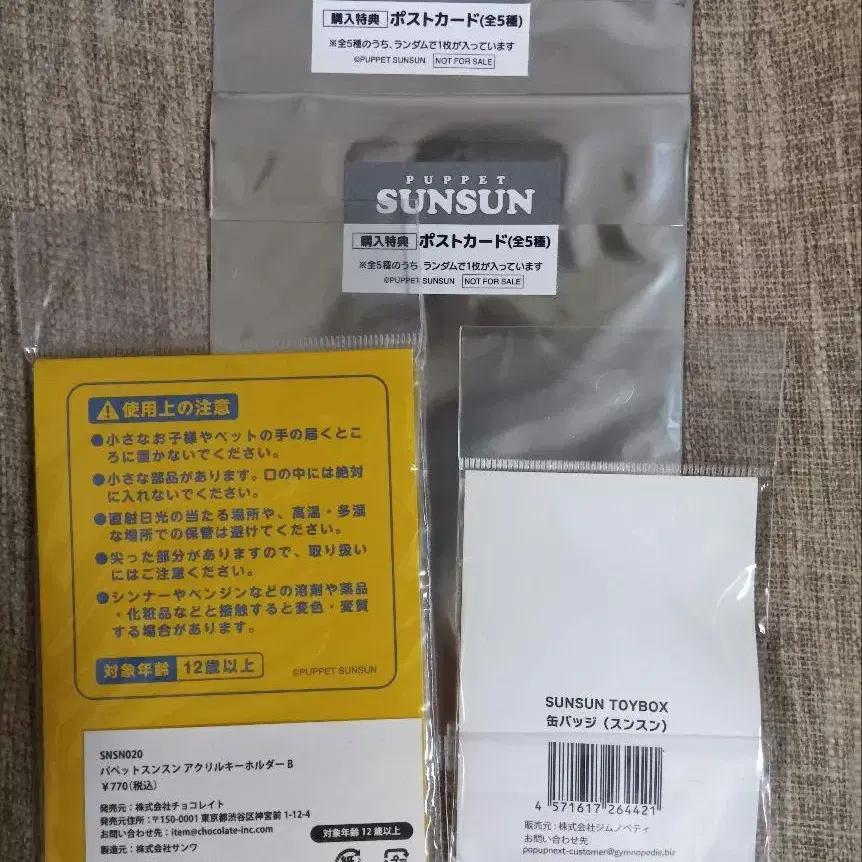 購入特典 ポストカード(全5種)
※全5種のうち、ランダムで1枚が入っています
©PUPPET SUNSUN NOT FOR SALE
PUPPET
SUNSUN
購入特典 ポストカード(全5種)
※全5種のうち、ランダムで1枚が入っています
©PUPPET SUNSUN NOT FOR SALE
使用上の注意
●小さなお子様やペットの手の届くとこ
ろに置かないでください。
●小さな部品があります。口の中には絶対
に入れないでください。
●直射日光の当たる場所や、高温・多湿
な場所での保管は避けてください。
●尖った部分がありますので、取り扱い
にはご注意ください。
●シンナーやベンジンなどの溶剤や薬品
・化粧品などと接触すると変色・変質
する場合があります。
対象年齢 12歳以上
©PUPPET SUNSUN
SNSN020
パペットスンスン アクリルキーホルダー B
¥770(税込)
発売元:株式会社チョコレイト
発売元住所:〒150-0001 東京都渋谷区神宮前 1-12-4
お問い合わせ先:item@chocolate-inc.com
対象年齢 12 歳以上
製造元:株式会社サンワ
SUNSUN TOYBOX
缶バッジ(スンスン)
4 571617 264421
販売元:株式会社ジムノペディ
お問い合わせ先:
popupnext-customer@gymnopedie.biz